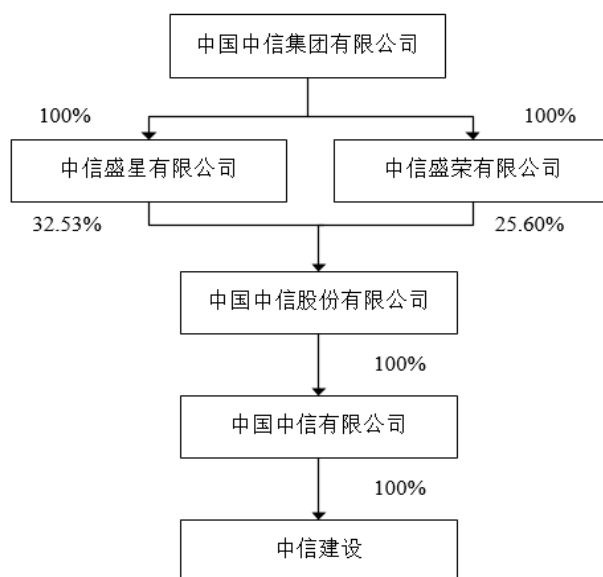 中国中信集团有限公司
100%
100%
中信盛星有限公司
中信盛荣有限公司
32.53%
25.60%
中国中信股份有限公司
100%
中国中信有限公司
100%
中信建设